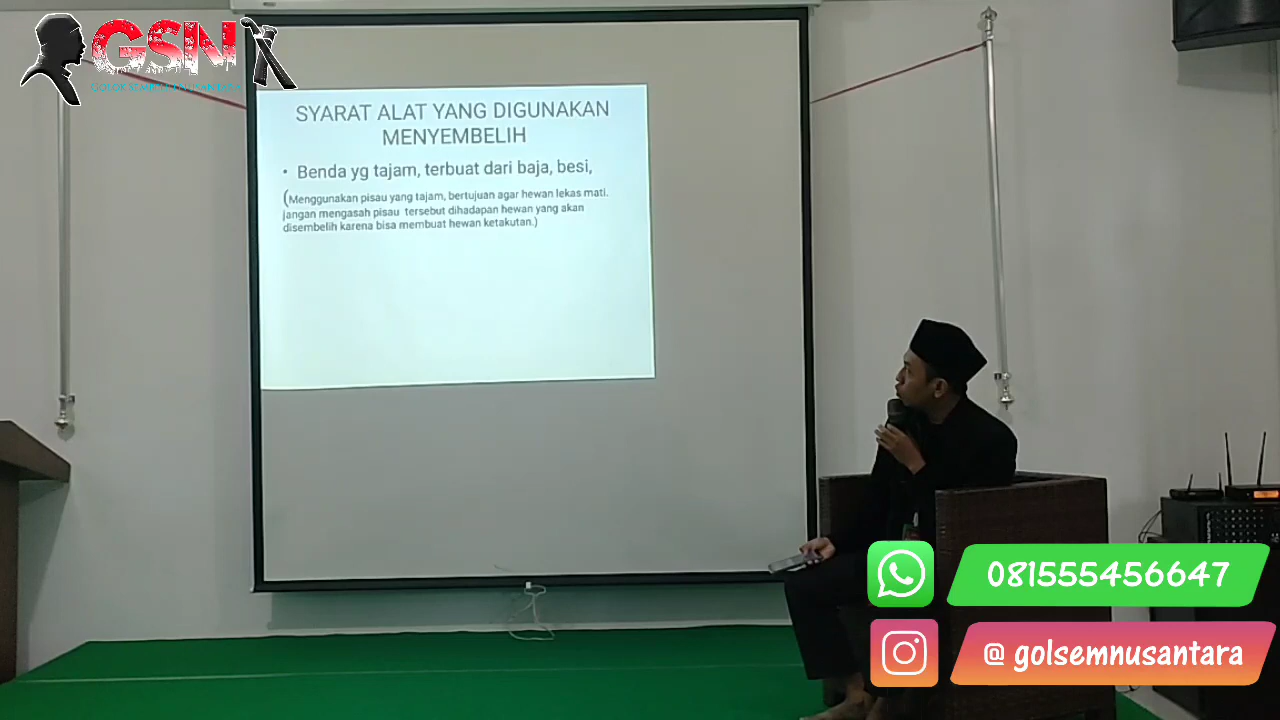 GSN
SYARAT ALAT YANG DIGUNAKAN
MENYEMBELIH
• Benda yg tajam, terbuat dari baja, besi,
(Menggunakan pisau yang tajam, bertujuan agar hewan lekas mati.
jangan mengasah pisau tersebut dihadapan hewan yang akan
disembelih karena bisa membuat hewan ketakutan.)
081555456647
@ golsemnusantara